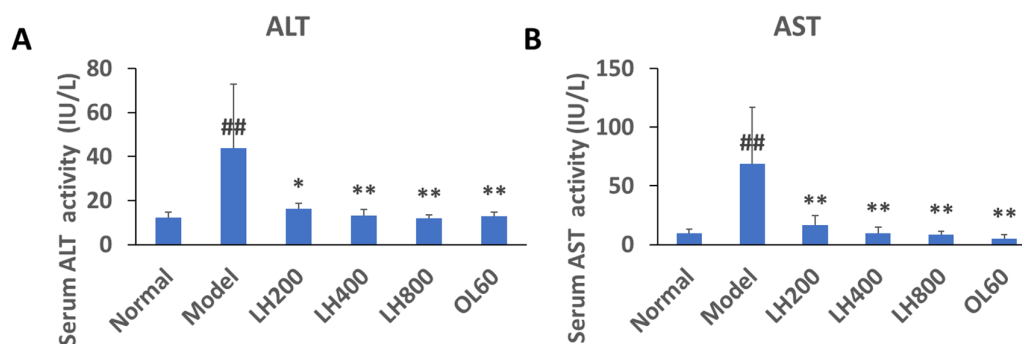 A
ALT
Serum ALT activity (IU/L)
80
60
40
20
0
##
*
**
**
**
Normal
Model
LH200
LH400
LH800
OL60
B
AST
Serum AST activity (IU/L)
150
100
50
0
##
**
**
**
**
Normal
Model
LH200
LH400
LH800
OL60